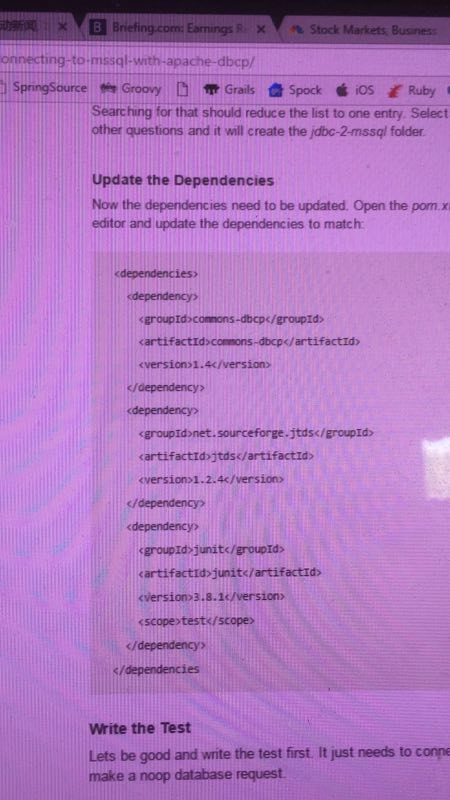 Briefing.com: Earnings
Stock Markets, Business
onnecting-to-mssql-with-apache-dbcp/
SpringSource Groovy Grails Spock iOS Ruby
Searching for that should reduce the list to one entry. Select
other questions and it will create the jdbc-2-mssql folder.
Update the Dependencies
Now the dependencies need to be updated. Open the pom.x
editor and update the dependencies to match:
<dependencies>
<dependency>
<groupId>commons-dbcp</groupId>
<artifactId>commons-dbcp</artifactId>
<version>1.4</version>
</dependency>
<dependency>
<groupId>net.sourceforge.jtds</groupId>
<artifactId>jtds</artifactId>
<version>1.2.4</version>
</dependency>
<dependency>
<groupId>junit</groupId>
<artifactId>junit</artifactId>
<version>3.8.1</version>
<scope>test</scope>
</dependency>
</dependencies
Write the Test
Lets be good and write the test first. It just needs to conne
make a noop database request.